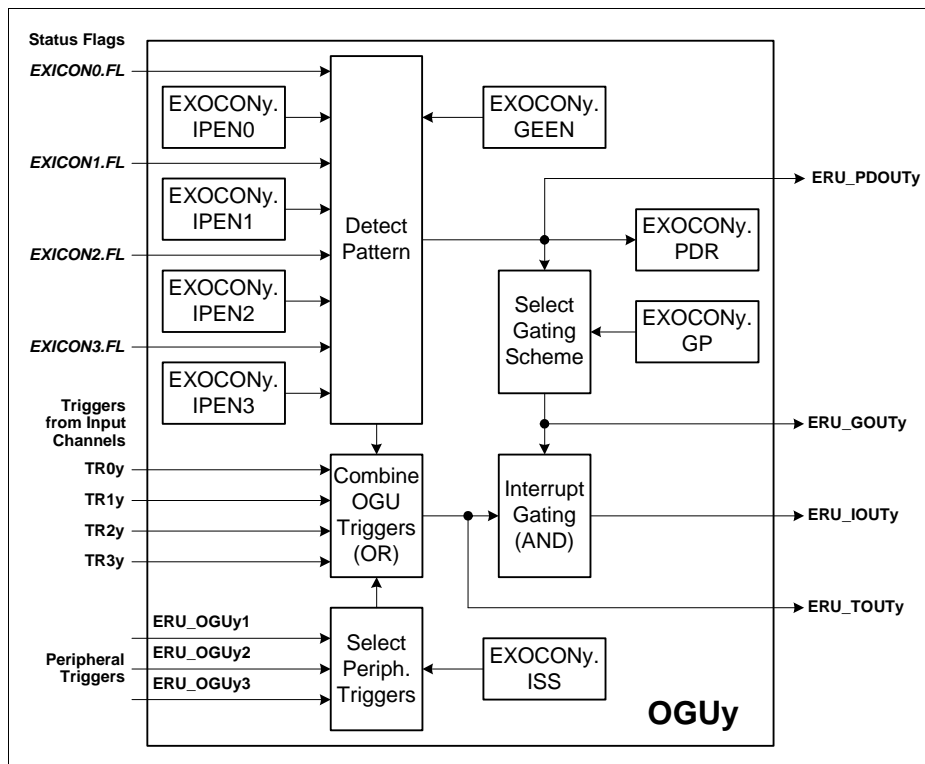 Status Flags
EXICON0.FL
EXOCONy.
IPEN0
EXOCONy.
GEEN
EXICON1.FL
ERU_PDOUTy
EXOCONy.
IPEN1
Detect
Pattern
EXOCONy.
PDR
EXICON2.FL
EXOCONy.
IPEN2
Select
Gating
Scheme
EXOCONy.
GP
EXICON3.FL
EXOCONy.
IPEN3
Triggers
from Input
Channels
ERU_GOUTy
TR0y
TR1y
TR2y
TR3y
Combine
OGU
Triggers
(OR)
Interrupt
Gating
(AND)
ERU_IOUTy
ERU_TOUTy
Peripheral
Triggers
ERU_OGUy1
ERU_OGUy2
ERU_OGUy3
Select
Periph.
Triggers
EXOCONy.
ISS
OGUy